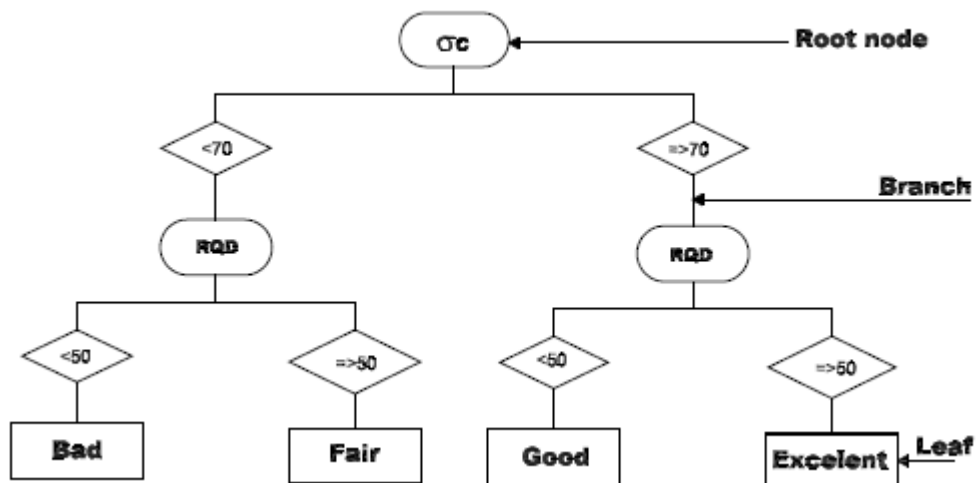 σc
Root node
<70
=>70
Branch
RQD
RQD
<50
=>50
<50
=>50
Bad
Fair
Good
Excelent
Leaf